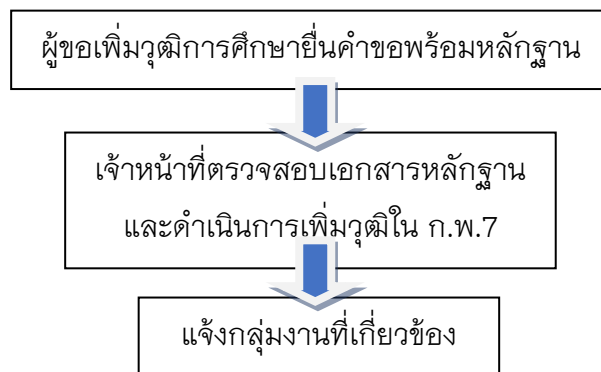 ผู้ขอเพิ่มวุฒิการศึกษายื่นคำขอพร้อมหลักฐาน
เจ้าหน้าที่ตรวจสอบเอกสารหลักฐาน
และดำเนินการเพิ่มวุฒิใน ก.พ.7
แจ้งกลุ่มงานที่เกี่ยวข้อง